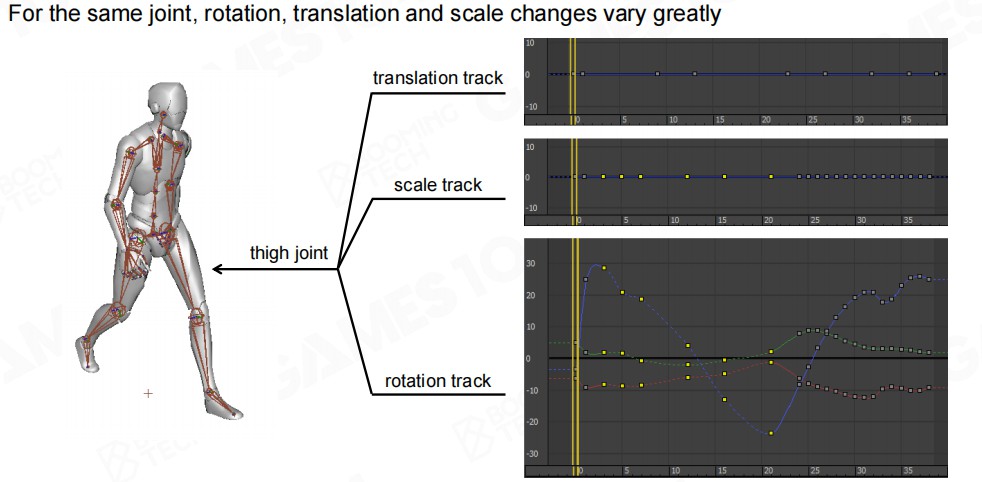 For the same joint, rotation, translation and scale changes vary greatly
translation track
10
0
-10
0 5 10 15 20 25 30 35
scale track
10
0
-10
0 5 10 15 20 25 30 35
thigh joint
rotation track
30
20
10
0
-10
-20
-30
0 5 10 15 20 25 30 35
BOOMING
TECH